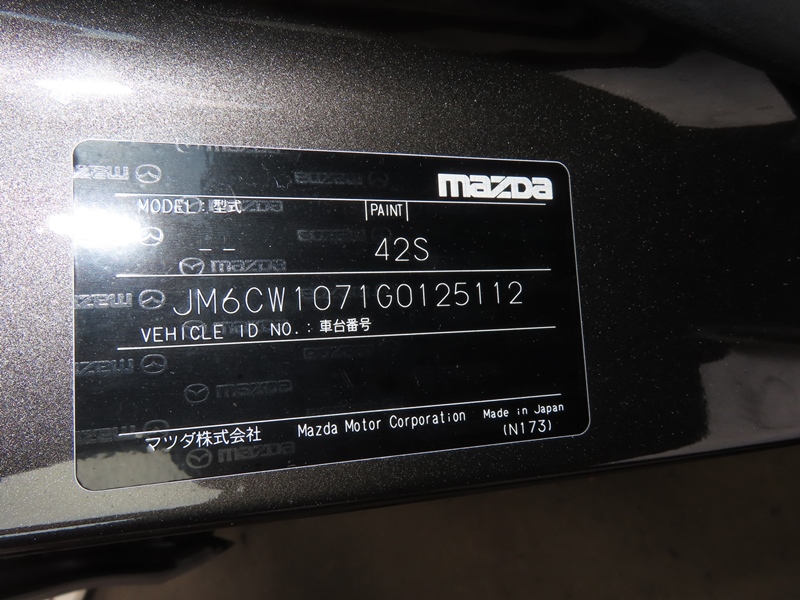 mazda
MODEL : 型式 PAINT
-- 42S
JM6CW1071G0125112
VEHICLE ID NO.: 車台番号
マツダ株式会社 Mazda Motor Corporation Made in Japan
(N173)